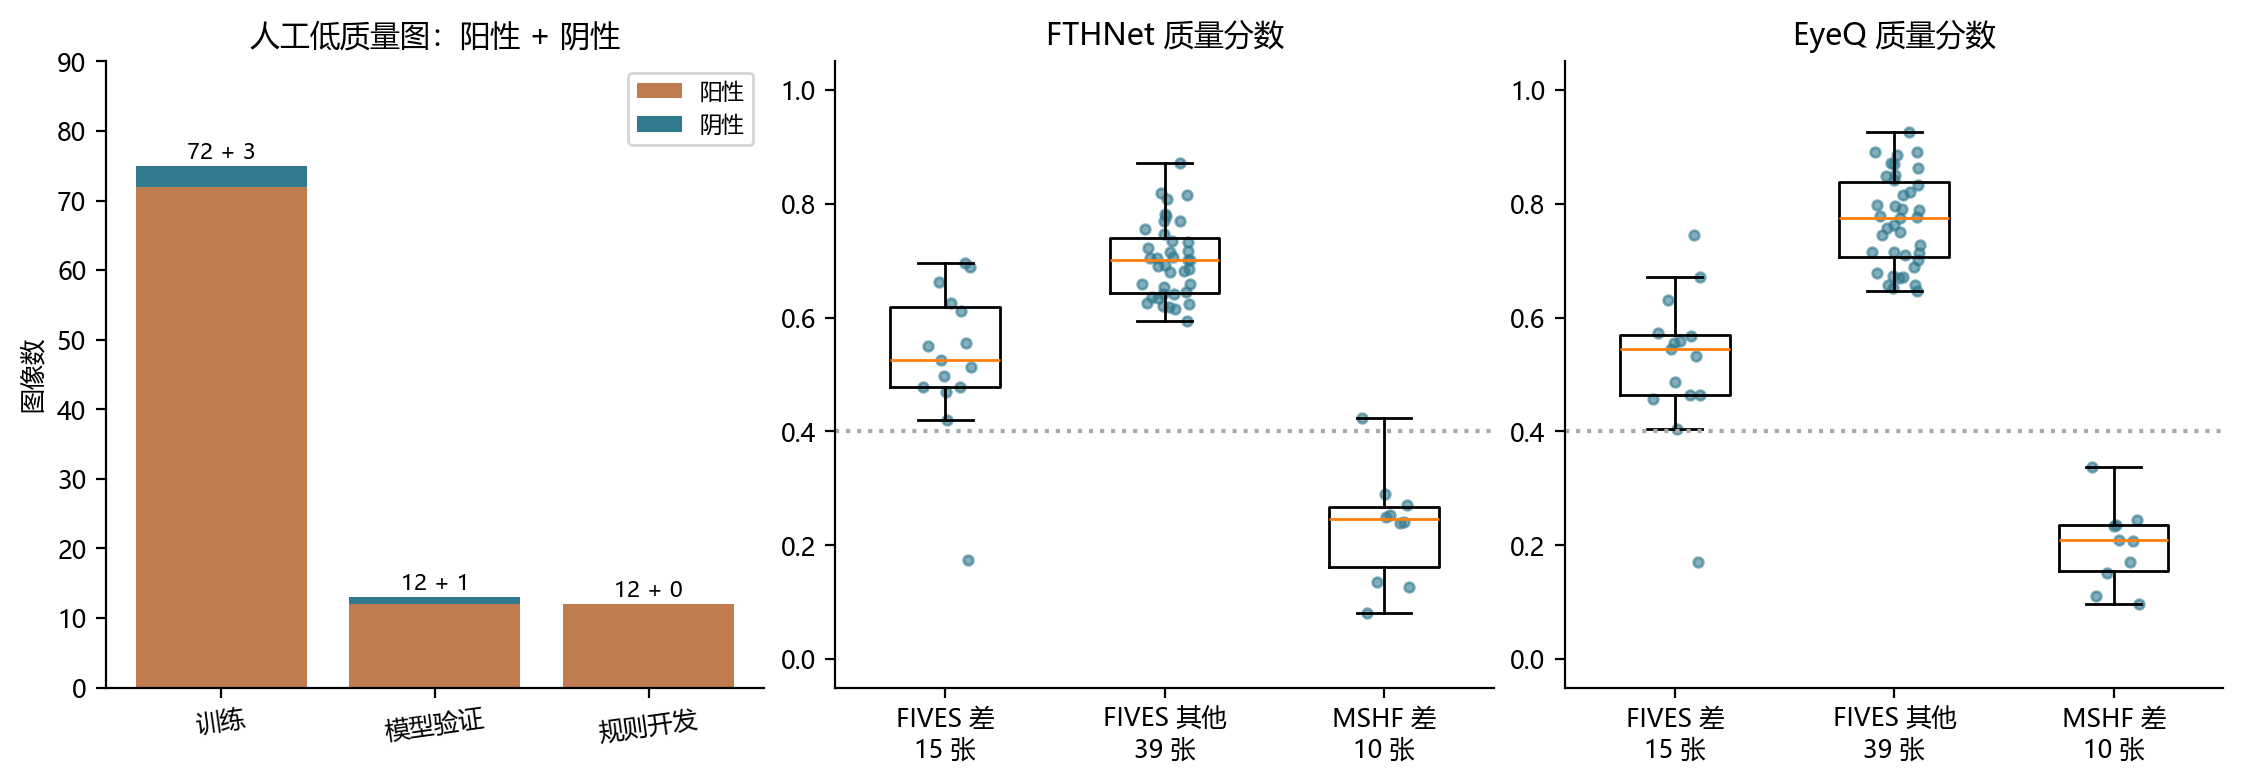 人工低质量图：阳性 + 阴性
90
80
70
60
50
40
30
20
10
0
图像数
阳性
阴性
72 + 3
12 + 1
12 + 0
训练
模型验证
规则开发
FTHNet 质量分数
1.0
0.8
0.6
0.4
0.2
0.0
FIVES 差
15 张
FIVES 其他
39 张
MSHF 差
10 张
EyeQ 质量分数
1.0
0.8
0.6
0.4
0.2
0.0
FIVES 差
15 张
FIVES 其他
39 张
MSHF 差
10 张